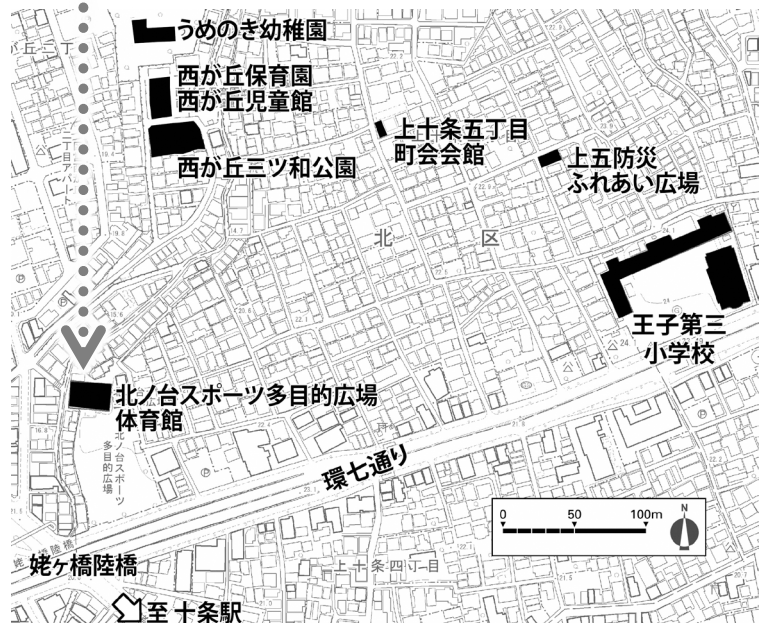 うめのき幼稚園
が丘二丁
西が丘保育園
西が丘児童館
西が丘三ツ和公園
上十条五丁目
町会会館
上五防災
ふれあい広場
北 区
王子第三
小学校
北ノ台スポーツ多目的広場
体育館
北ノ台スポーツ
多目的広場
環七通り
0 50 100m
N
姥ヶ橋陸橋
上十条四丁目
至 十条駅